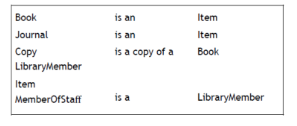 Book is an Item
Journal is an Item
Copy is a copy of a Book
LibraryMember
Item
MemberOfStaff is a LibraryMember